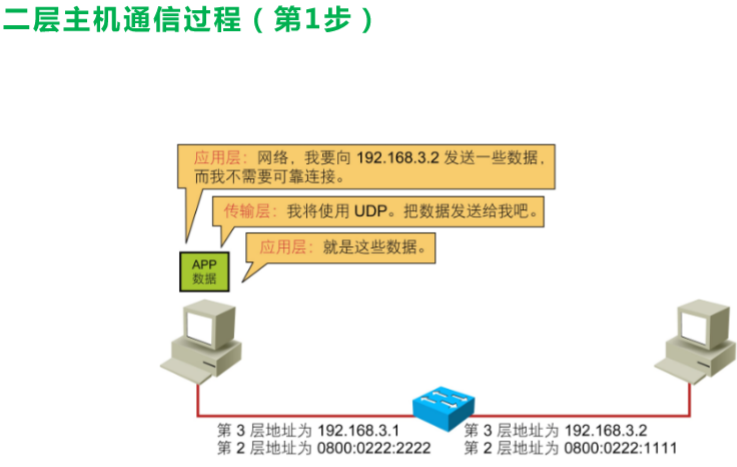 二层主机通信过程（第1步）
应用层：网络，我要向 192.168.3.2 发送一些数据，
而我不需要可靠连接。
传输层：我将使用 UDP。把数据发送给我吧。
应用层：就是这些数据。
APP
数据
第 3 层地址为 192.168.3.1
第 2 层地址为 0800:0222:2222
第 3 层地址为 192.168.3.2
第 2 层地址为 0800:0222:1111